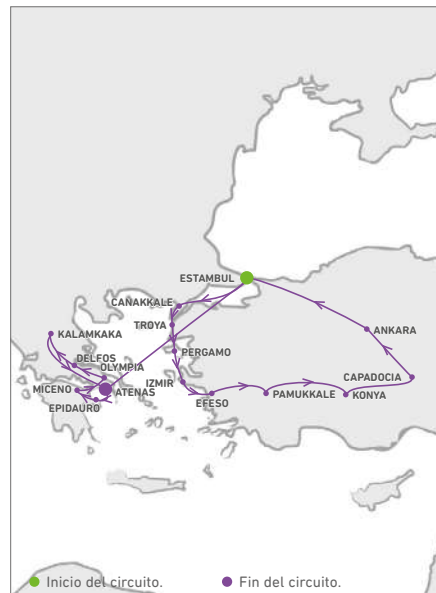 ESTAMBUL
CANAKKALE
TROYA
PERGAMO
ANKARA
KALAMKAKA
DELFOS
OLYMPIA
MICENO
ATENAS
EPIDAURO
IZMIR
EFESO
PAMUKKALE
CAPADOCIA
KONYA
Inicio del circuito.
Fin del circuito.